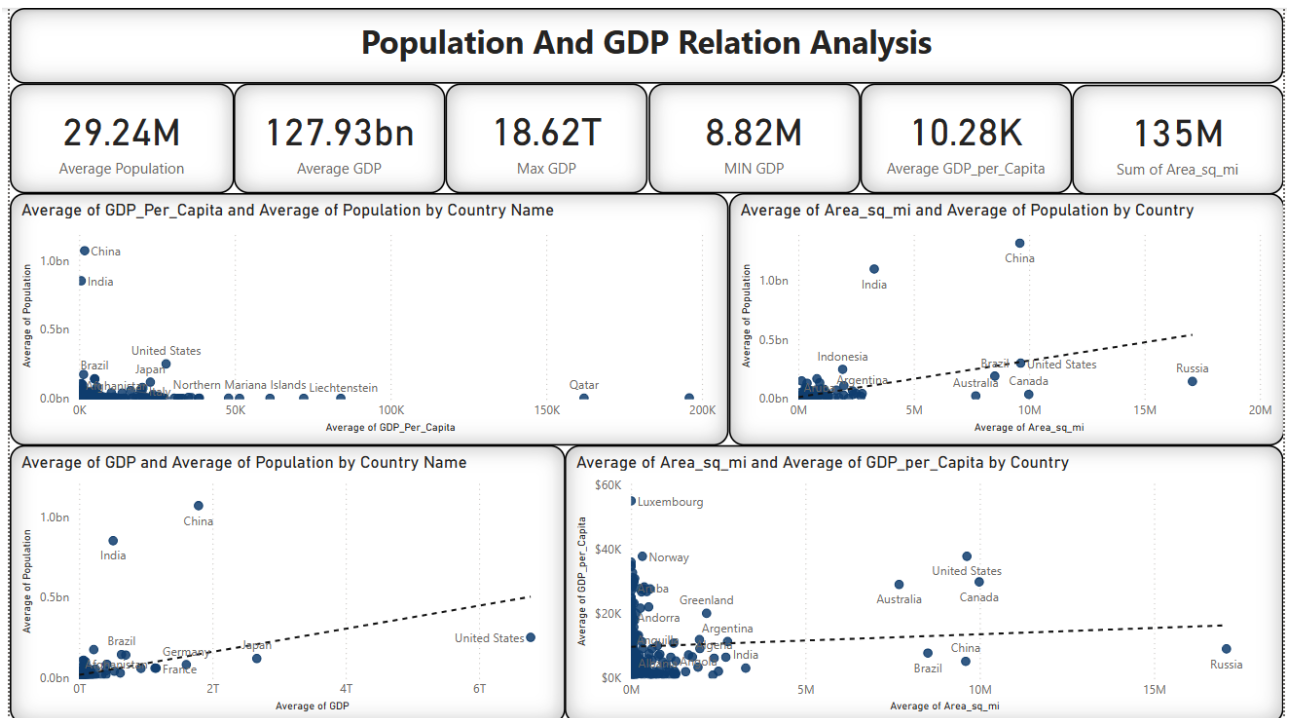 Population And GDP Relation Analysis
29.24M
Average Population
127.93bn
Average GDP
18.62T
Max GDP
8.82M
MIN GDP
10.28K
Average GDP_per_Capita
135M
Sum of Area_sq_mi
Average of GDP_Per_Capita and Average of Population by Country Name
Average of Population
1.0bn
0.5bn
0.0bn
China
India
United States
Brazil
Japan
Afghanistan
Italy
Northern Mariana Islands
Liechtenstein
Qatar
0K
50K
100K
150K
200K
Average of GDP_Per_Capita
Average of Area_sq_mi and Average of Population by Country
Average of Population
1.0bn
0.5bn
0.0bn
China
India
Indonesia
Brazil
United States
Russia
Argentina
Australia
Canada
0M
5M
10M
15M
20M
Average of Area_sq_mi
Average of GDP and Average of Population by Country Name
Average of Population
1.0bn
0.5bn
0.0bn
China
India
Brazil
United States
Japan
Germany
Afghanistan
France
0T
2T
4T
6T
Average of GDP
Average of Area_sq_mi and Average of GDP_per_Capita by Country
Average of GDP_per_Capita
$60K
$40K
$20K
$0K
Luxembourg
Norway
United States
Aruba
Australia
Canada
Greenland
Andorra
Argentina
Anguilla
Algeria
China
Albania
Angola
India
Brazil
Russia
0M
5M
10M
15M
Average of Area_sq_mi